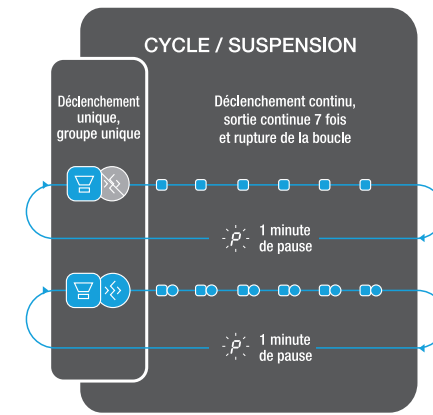 CYCLE / SUSPENSION
Déclenchement
unique,
groupe unique
Déclenchement continu,
sortie continue 7 fois
et rupture de la boucle
P 1 minute
de pause
P 1 minute
de pause